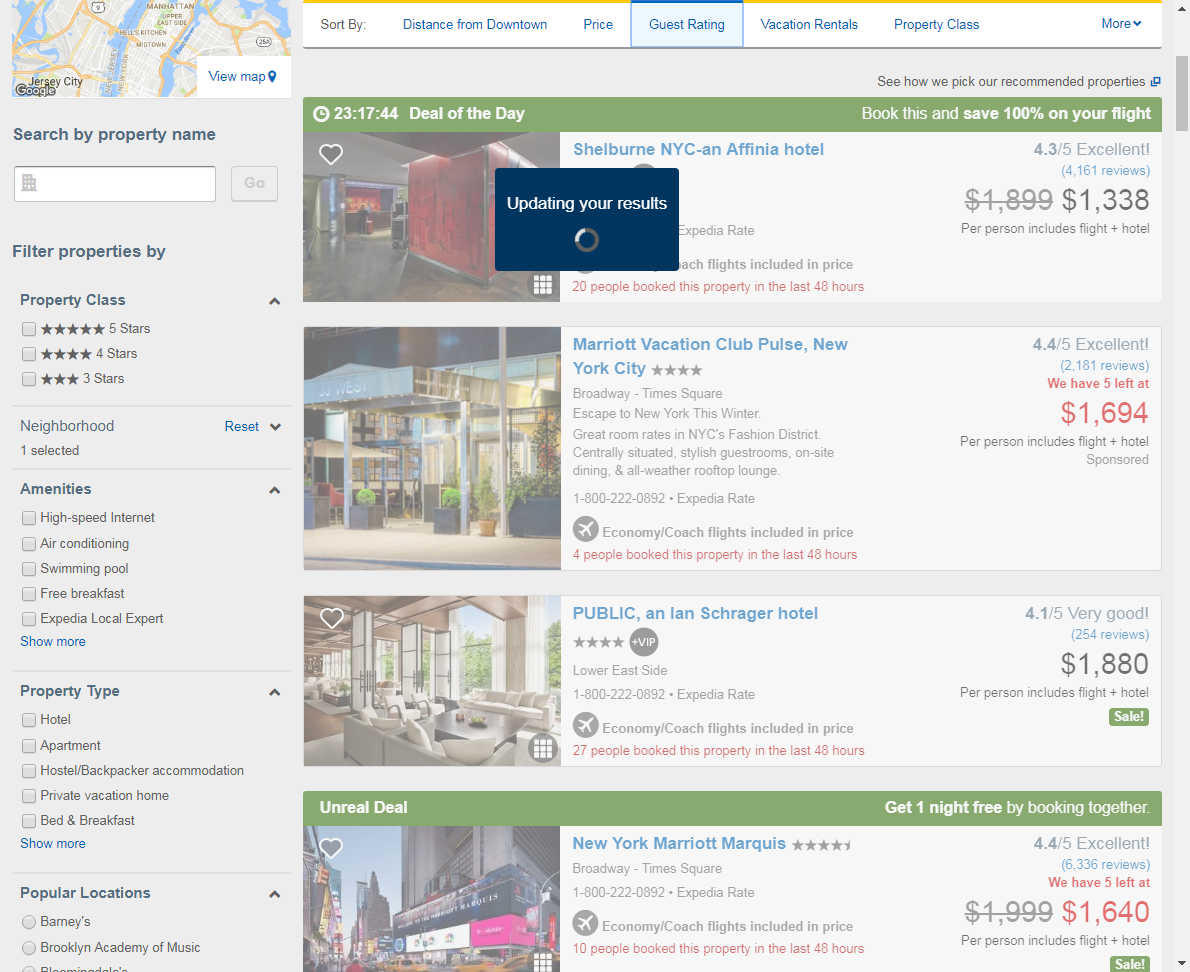 MANHATTAN
9
UPPER
EAST SIDE
HELL'S KITCHEN
MIDTOWN
25A
NEW JERSEY
NEW YORK
Jersey City
Google
View map
Search by property name
Go
Filter properties by
Property Class
★★★★★ 5 Stars
★★★★ 4 Stars
★★★ 3 Stars
Neighborhood
Reset
1 selected
Amenities
High-speed Internet
Air conditioning
Swimming pool
Free breakfast
Expedia Local Expert
Show more
Property Type
Hotel
Apartment
Hostel/Backpacker accommodation
Private vacation home
Bed & Breakfast
Show more
Popular Locations
Barney's
Brooklyn Academy of Music
Bloomingdale's
Sort By: Distance from Downtown Price Guest Rating Vacation Rentals Property Class More
See how we pick our recommended properties
23:17:44 Deal of the Day
Book this and save 100% on your flight
Shelburne NYC-an Affinia hotel
Updating your results
Expedia Rate
ach flights included in price
20 people booked this property in the last 48 hours
4.3/5 Excellent!
(4,161 reviews)
$1,899 $1,338
Per person includes flight + hotel
Marriott Vacation Club Pulse, New
York City ★★★★
Broadway - Times Square
Escape to New York This Winter.
Great room rates in NYC's Fashion District.
Centrally situated, stylish guestrooms, on-site
dining, & all-weather rooftop lounge.
1-800-222-0892 • Expedia Rate
Economy/Coach flights included in price
4 people booked this property in the last 48 hours
4.4/5 Excellent!
(2,181 reviews)
We have 5 left at
$1,694
Per person includes flight + hotel
Sponsored
PUBLIC, an Ian Schrager hotel
★★★★ +VIP
Lower East Side
1-800-222-0892 • Expedia Rate
Economy/Coach flights included in price
27 people booked this property in the last 48 hours
4.1/5 Very good!
(254 reviews)
$1,880
Per person includes flight + hotel
Sale!
Unreal Deal
Get 1 night free by booking together.
MARRIOTT MARQUIS
New York Marriott Marquis
Broadway - Times Square
1-800-222-0892 • Expedia Rate
Economy/Coach flights included in price
10 people booked this property in the last 48 hours
4.4/5 Excellent!
(6,336 reviews)
We have 5 left at
$1,999 $1,640
Per person includes flight + hotel
Sale!